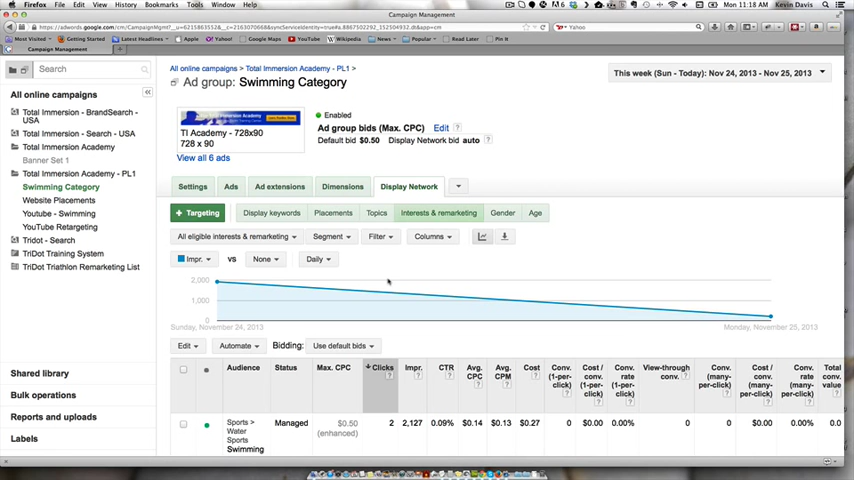 Firefox File Edit View History Bookmarks Tools Window Help
Mon 11:18 AM Kevin Davis
Campaign Management
Yahoo
Most Visited Getting Started Latest Headlines Apple Yahoo! Google Maps YouTube Wikipedia News Popular Read Later Pin It
Campaign Management
Search
All online campaigns
Total Immersion - BrandSearch - USA
Total Immersion - Search - USA
Total Immersion Academy
Banner Set 1
Total Immersion Academy - PL1
Swimming Category
Website Placements
Youtube - Swimming
YouTube Retargeting
Tridot - Search
TriDot Training System
TriDot Triathlon Remarketing List
Shared library
Bulk operations
Reports and uploads
Labels
All online campaigns > Total Immersion Academy - PL1 >
Ad group: Swimming Category
This week (Sun - Today): Nov 24, 2013 - Nov 25, 2013
TI Academy - 728x90
728 x 90
View all 6 ads
Enabled
Ad group bids (Max. CPC) Edit ?
Default bid $0.50 Display Network bid auto ?
Settings Ads Ad extensions Dimensions Display Network
+ Targeting Display keywords Placements Topics Interests & remarketing Gender Age
All eligible interests & remarketing Segment Filter Columns
Impr. VS None Daily
2,000
1,000
0
Sunday, November 24, 2013 Monday, November 25, 2013
Edit Automate Bidding: Use default bids
Audience Status Max. CPC Clicks ? Impr. ? CTR ? Avg. CPC ? Avg. CPM ? Cost ? Conv. (1-per-click) ? Cost / conv. (1-per-click) ? Conv. rate (1-per-click) ? View-through conv. ? Conv. (many-per-click) ? Cost / conv. (many-per-click) ? Conv. rate (many-per-click) ? Total conv. value
Sports > Water Sports Swimming Managed $0.50 (enhanced) 2 2,127 0.09% $0.14 $0.13 $0.27 0 $0.00 0.00% 0 0 $0.00 0.00% 0.0